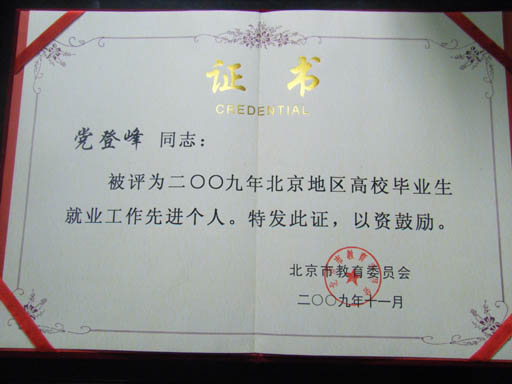 证书
CREDENTIAL
党登峰 同志：
被评为二〇〇九年北京地区高校毕业生
就业工作先进个人。特发此证，以资鼓励。
北京市教育委员会
二〇〇九年十一月